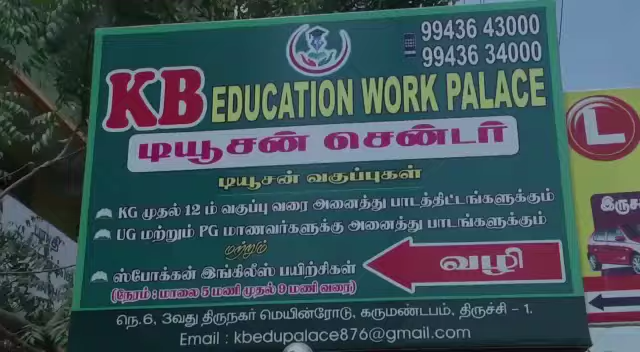 99436 43000
99436 34000
KB EDUCATION WORK PALACE
டியூசன் சென்டர்
டியூசன் வகுப்புகள்
KG முதல் 12 ம் வகுப்பு வரை அனைத்து பாடத்திட்டங்களுக்கும்
UG மற்றும் PG மாணவர்களுக்கு அனைத்து பாடங்களுக்கும்
மற்றும்
ஸ்போக்கன் இங்கிலீஸ் பயிற்சிகள்
வழி
(நேரம் : மாலை 5 மணி முதல் 9 மணி வரை)
நெ.6, 3வது திருநகர் மெயின்ரோடு, கருமண்டபம், திருச்சி - 1.
Email : kbedupalace876@gmail.com
L